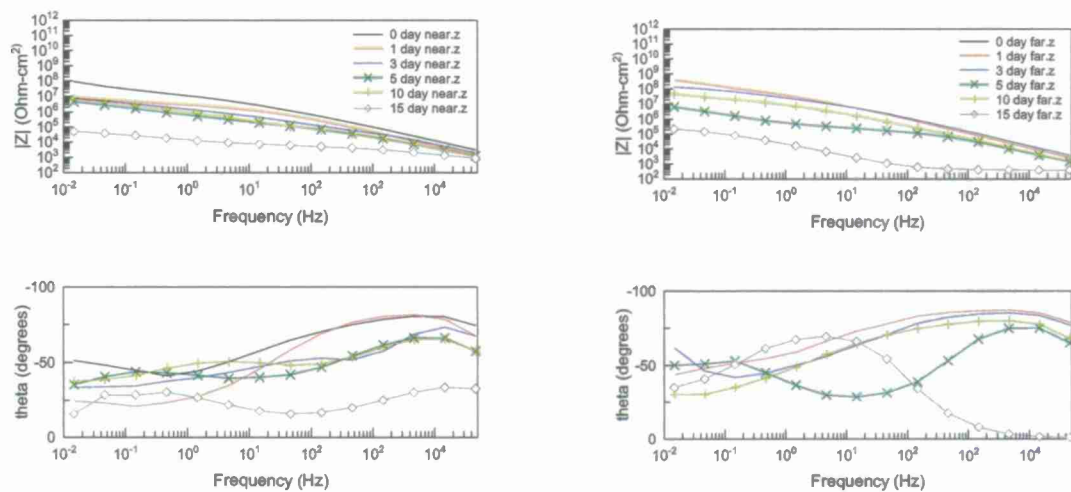 |Z| (Ohm-cm²)
10¹²
10¹¹
10¹⁰
10⁹
10⁸
10⁷
10⁶
10⁵
10⁴
10³
10²
0 day near.z
1 day near.z
3 day near.z
5 day near.z
10 day near.z
15 day near.z
10⁻² 10⁻¹ 10⁰ 10¹ 10² 10³ 10⁴
Frequency (Hz)
|Z| (Ohm-cm²)
10¹²
10¹¹
10¹⁰
10⁹
10⁸
10⁷
10⁶
10⁵
10⁴
10³
10²
0 day far.z
1 day far.z
3 day far.z
5 day far.z
10 day far.z
15 day far.z
10⁻² 10⁻¹ 10⁰ 10¹ 10² 10³ 10⁴
Frequency (Hz)
theta (degrees)
-100
-50
0
10⁻² 10⁻¹ 10⁰ 10¹ 10² 10³ 10⁴
Frequency (Hz)
theta (degrees)
-100
-50
0
10⁻² 10⁻¹ 10⁰ 10¹ 10² 10³ 10⁴
Frequency (Hz)